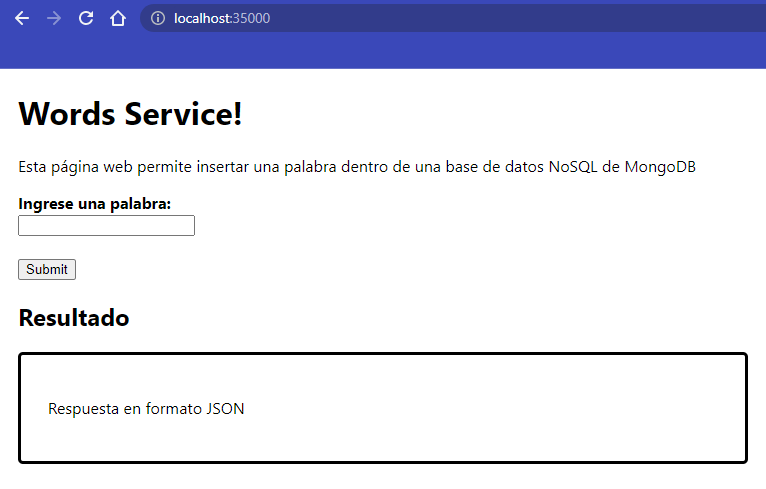 localhost:35000
Words Service!
Esta página web permite insertar una palabra dentro de una base de datos NoSQL de MongoDB
Ingrese una palabra:
Submit
Resultado
Respuesta en formato JSON